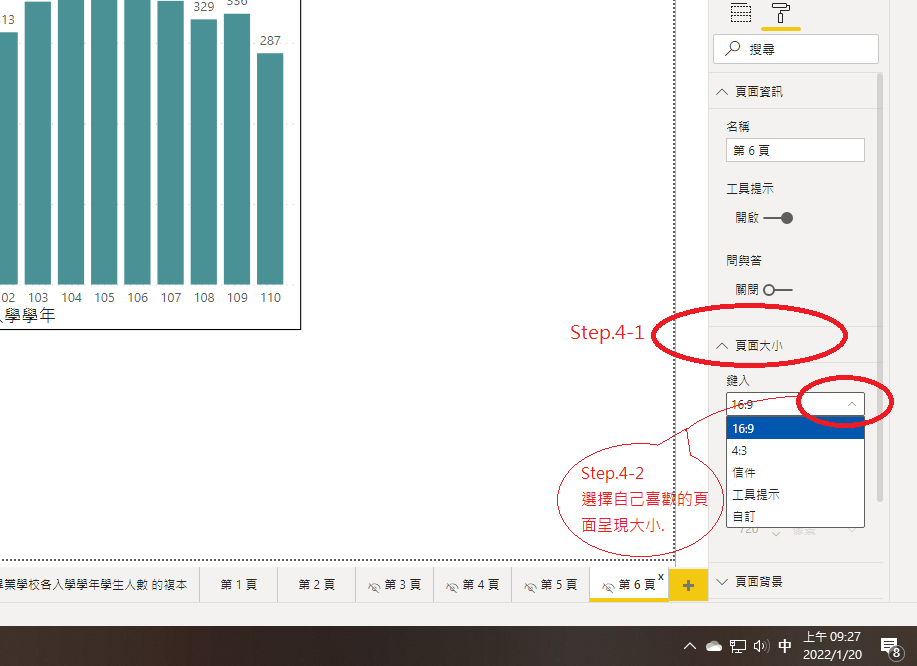 13
329
336
287
02 103 104 105 106 107 108 109 110
入學學年
搜尋
頁面資訊
名稱
第 6 頁
工具提示
開啟
問與答
關閉
Step.4-1
頁面大小
鍵入
16:9
16:9
4:3
信件
工具提示
自訂
720
像素
Step.4-2
選擇自己喜歡的頁
面呈現大小.
頁面背景
畢業學校各入學學年學生人數 的複本
第 1 頁
第 2 頁
第 3 頁
第 4 頁
第 5 頁
第 6 頁
x
+
中
上午 09:27
2022/1/20
8